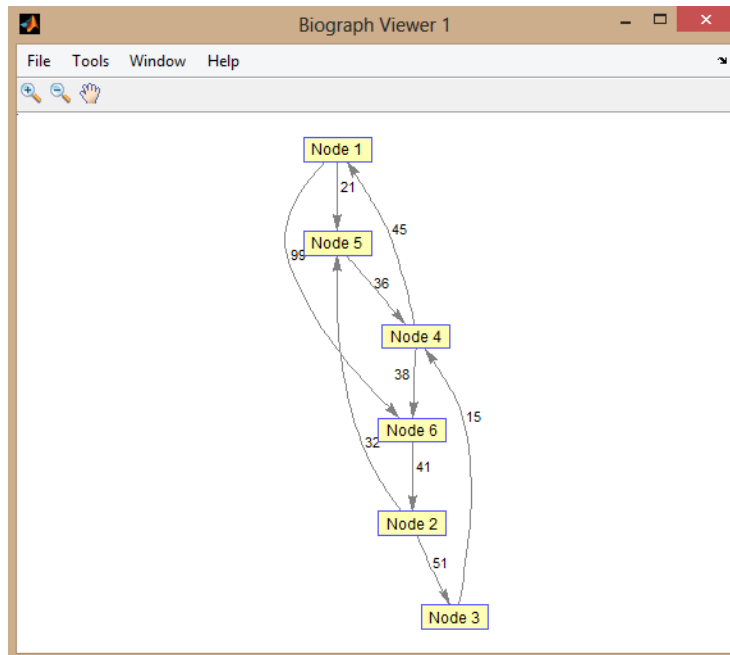 Biograph Viewer 1
File Tools Window Help
Node 1
21
45
Node 5
99
36
Node 4
38
15
Node 6
32
41
Node 2
51
Node 3